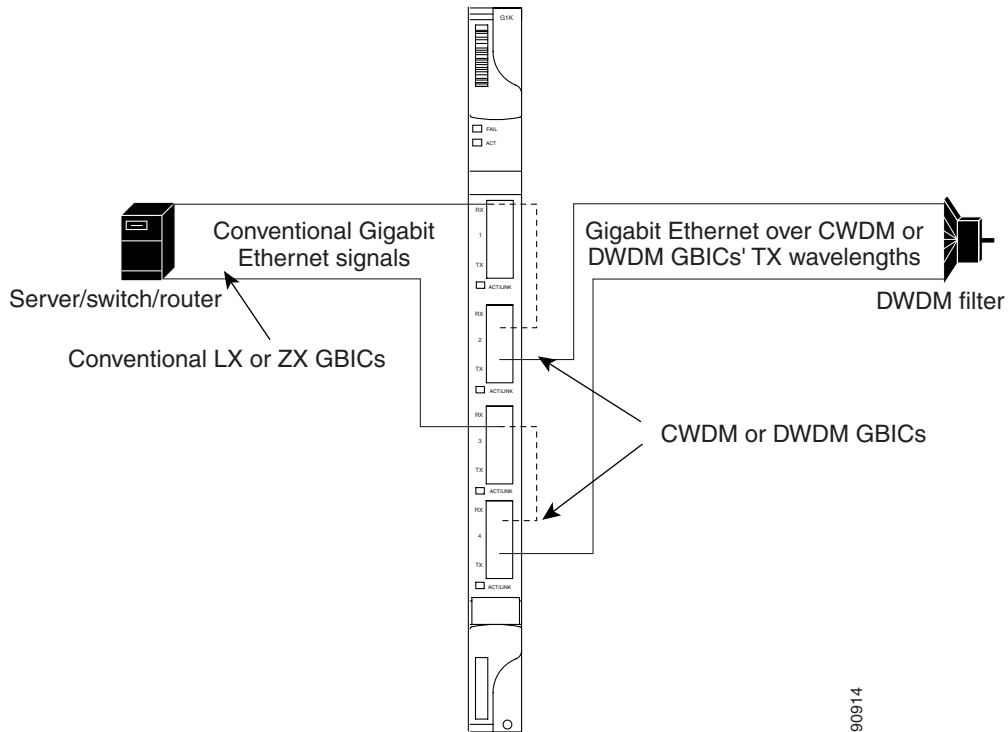 G1K
FAIL
ACT
RX
1
TX
ACT/LINK
RX
2
TX
ACT/LINK
RX
3
TX
ACT/LINK
RX
4
TX
ACT/LINK
Conventional Gigabit
Ethernet signals
Server/switch/router
Conventional LX or ZX GBICs
Gigabit Ethernet over CWDM or
DWDM GBICs' TX wavelengths
DWDM filter
CWDM or DWDM GBICs
90914